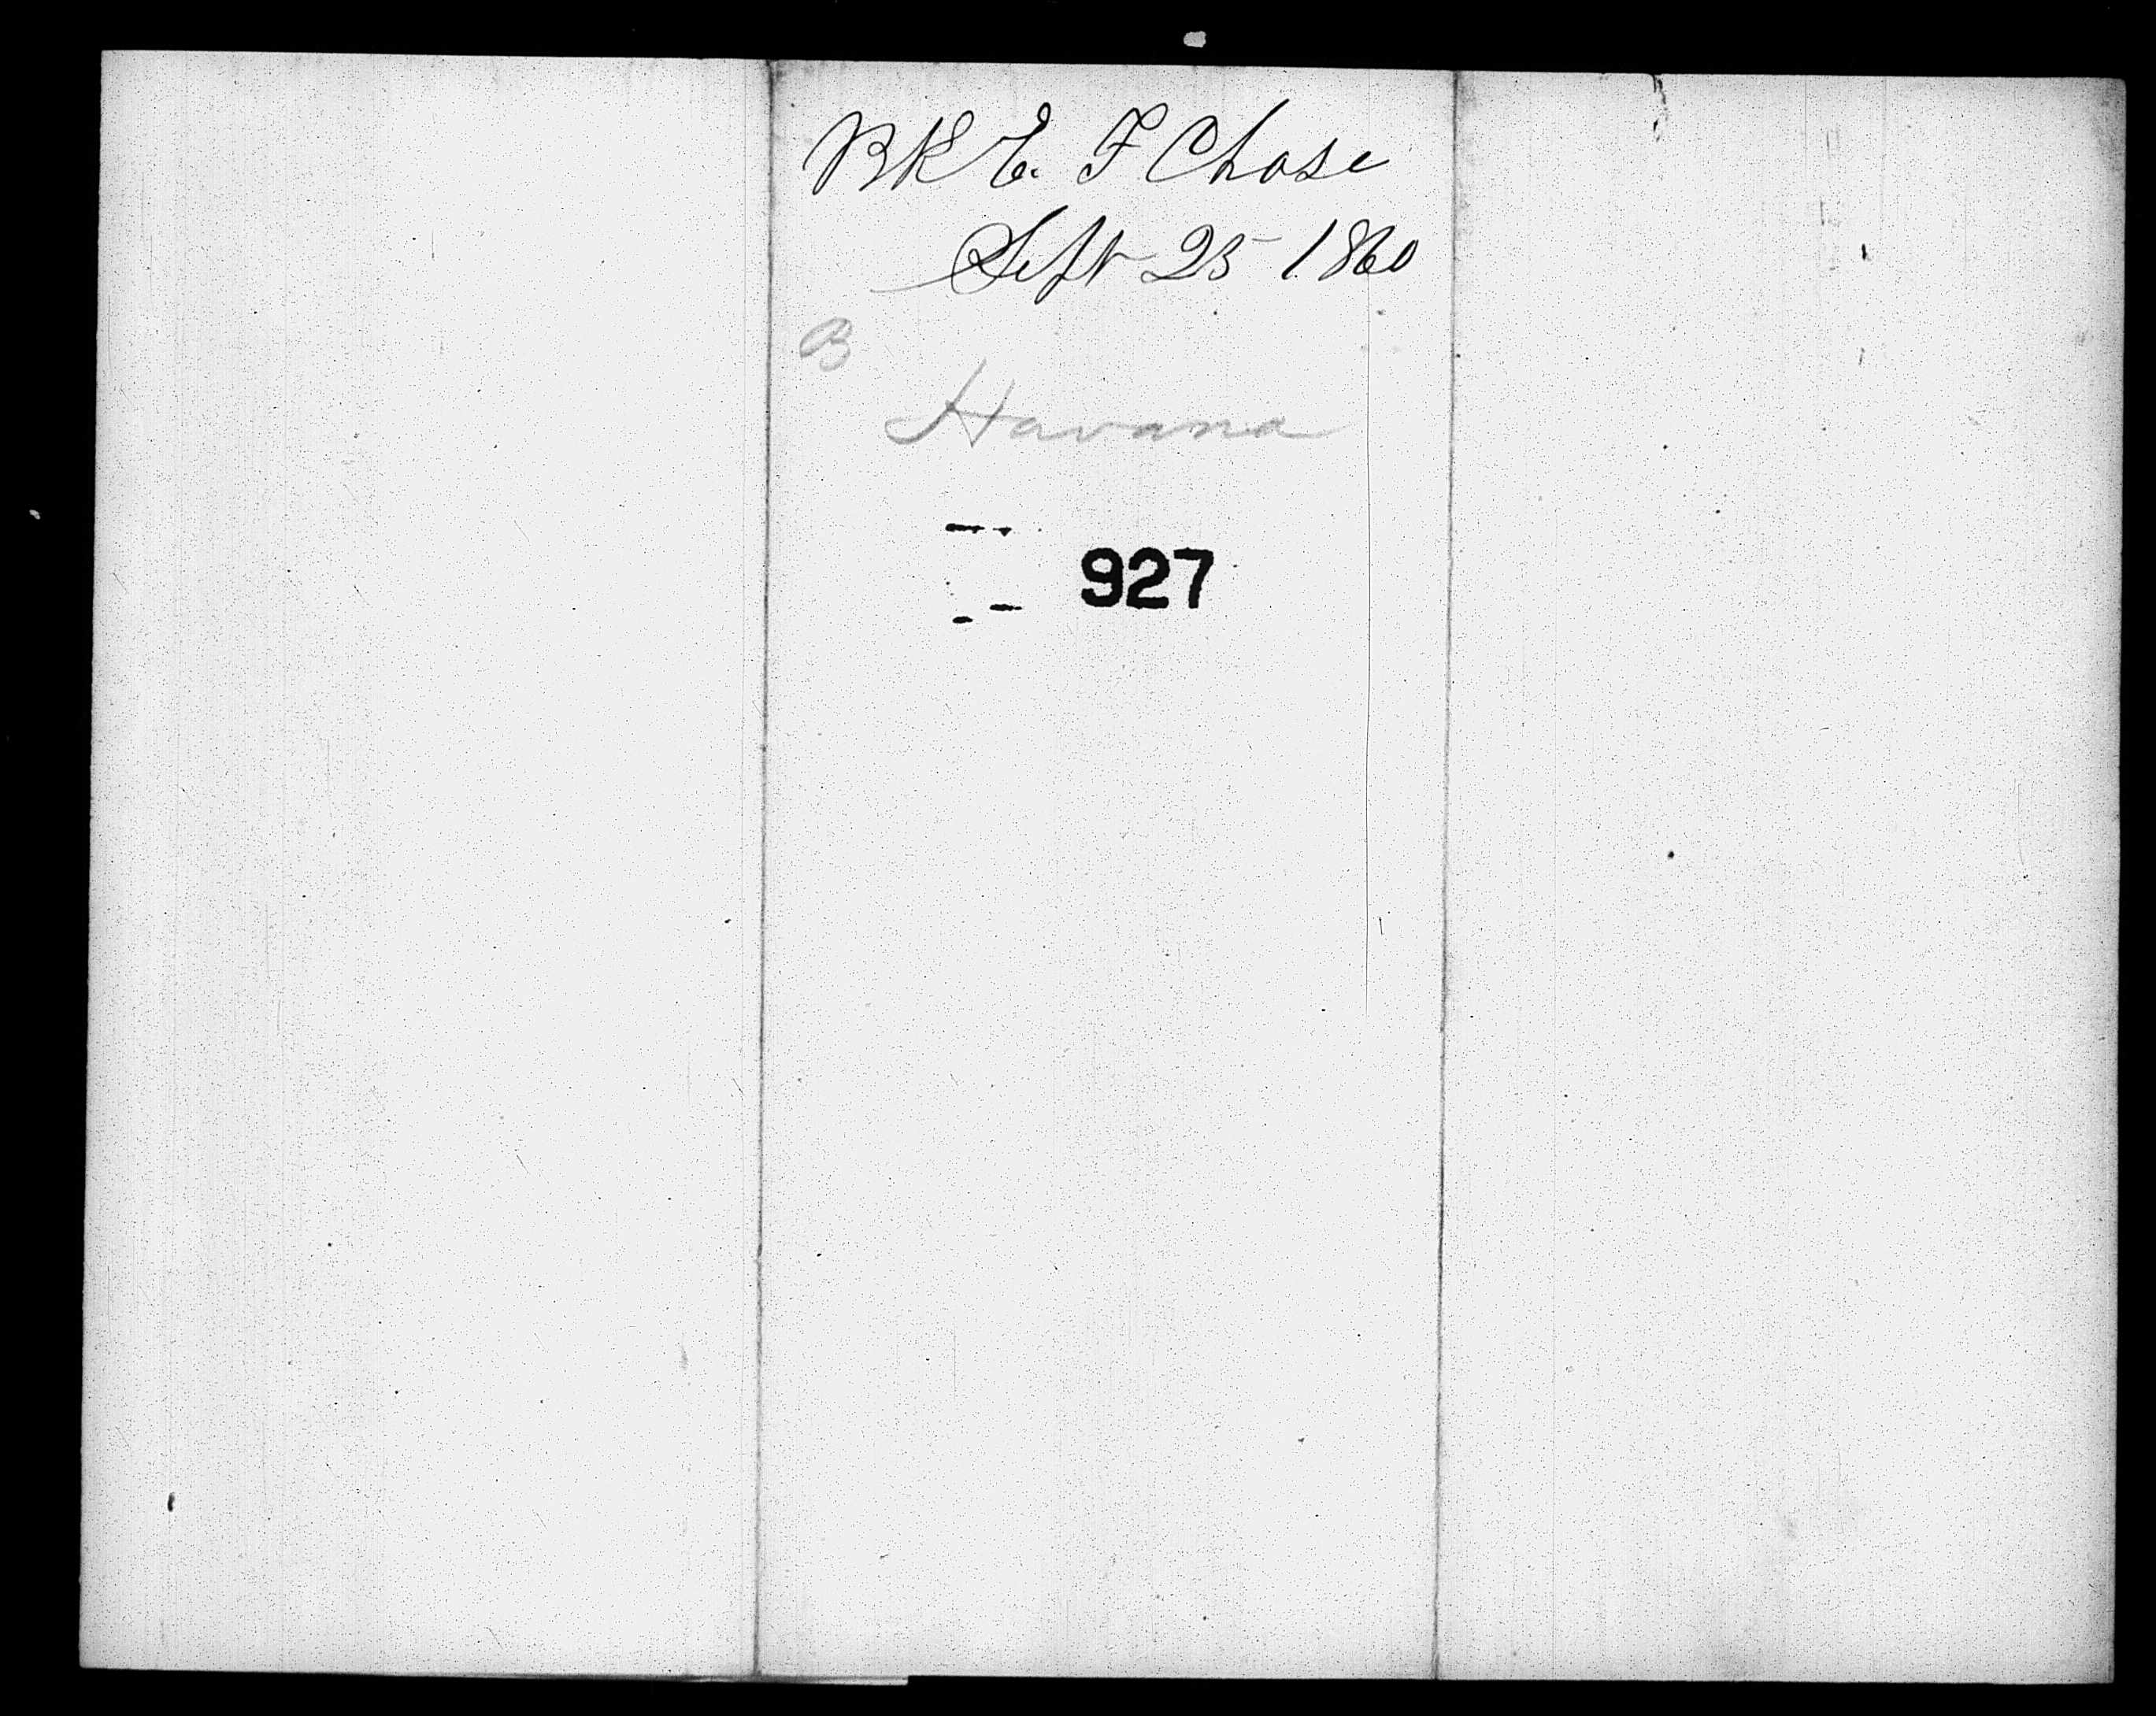 BK E. F Chase
Sept 25 1860
B
Havana
927